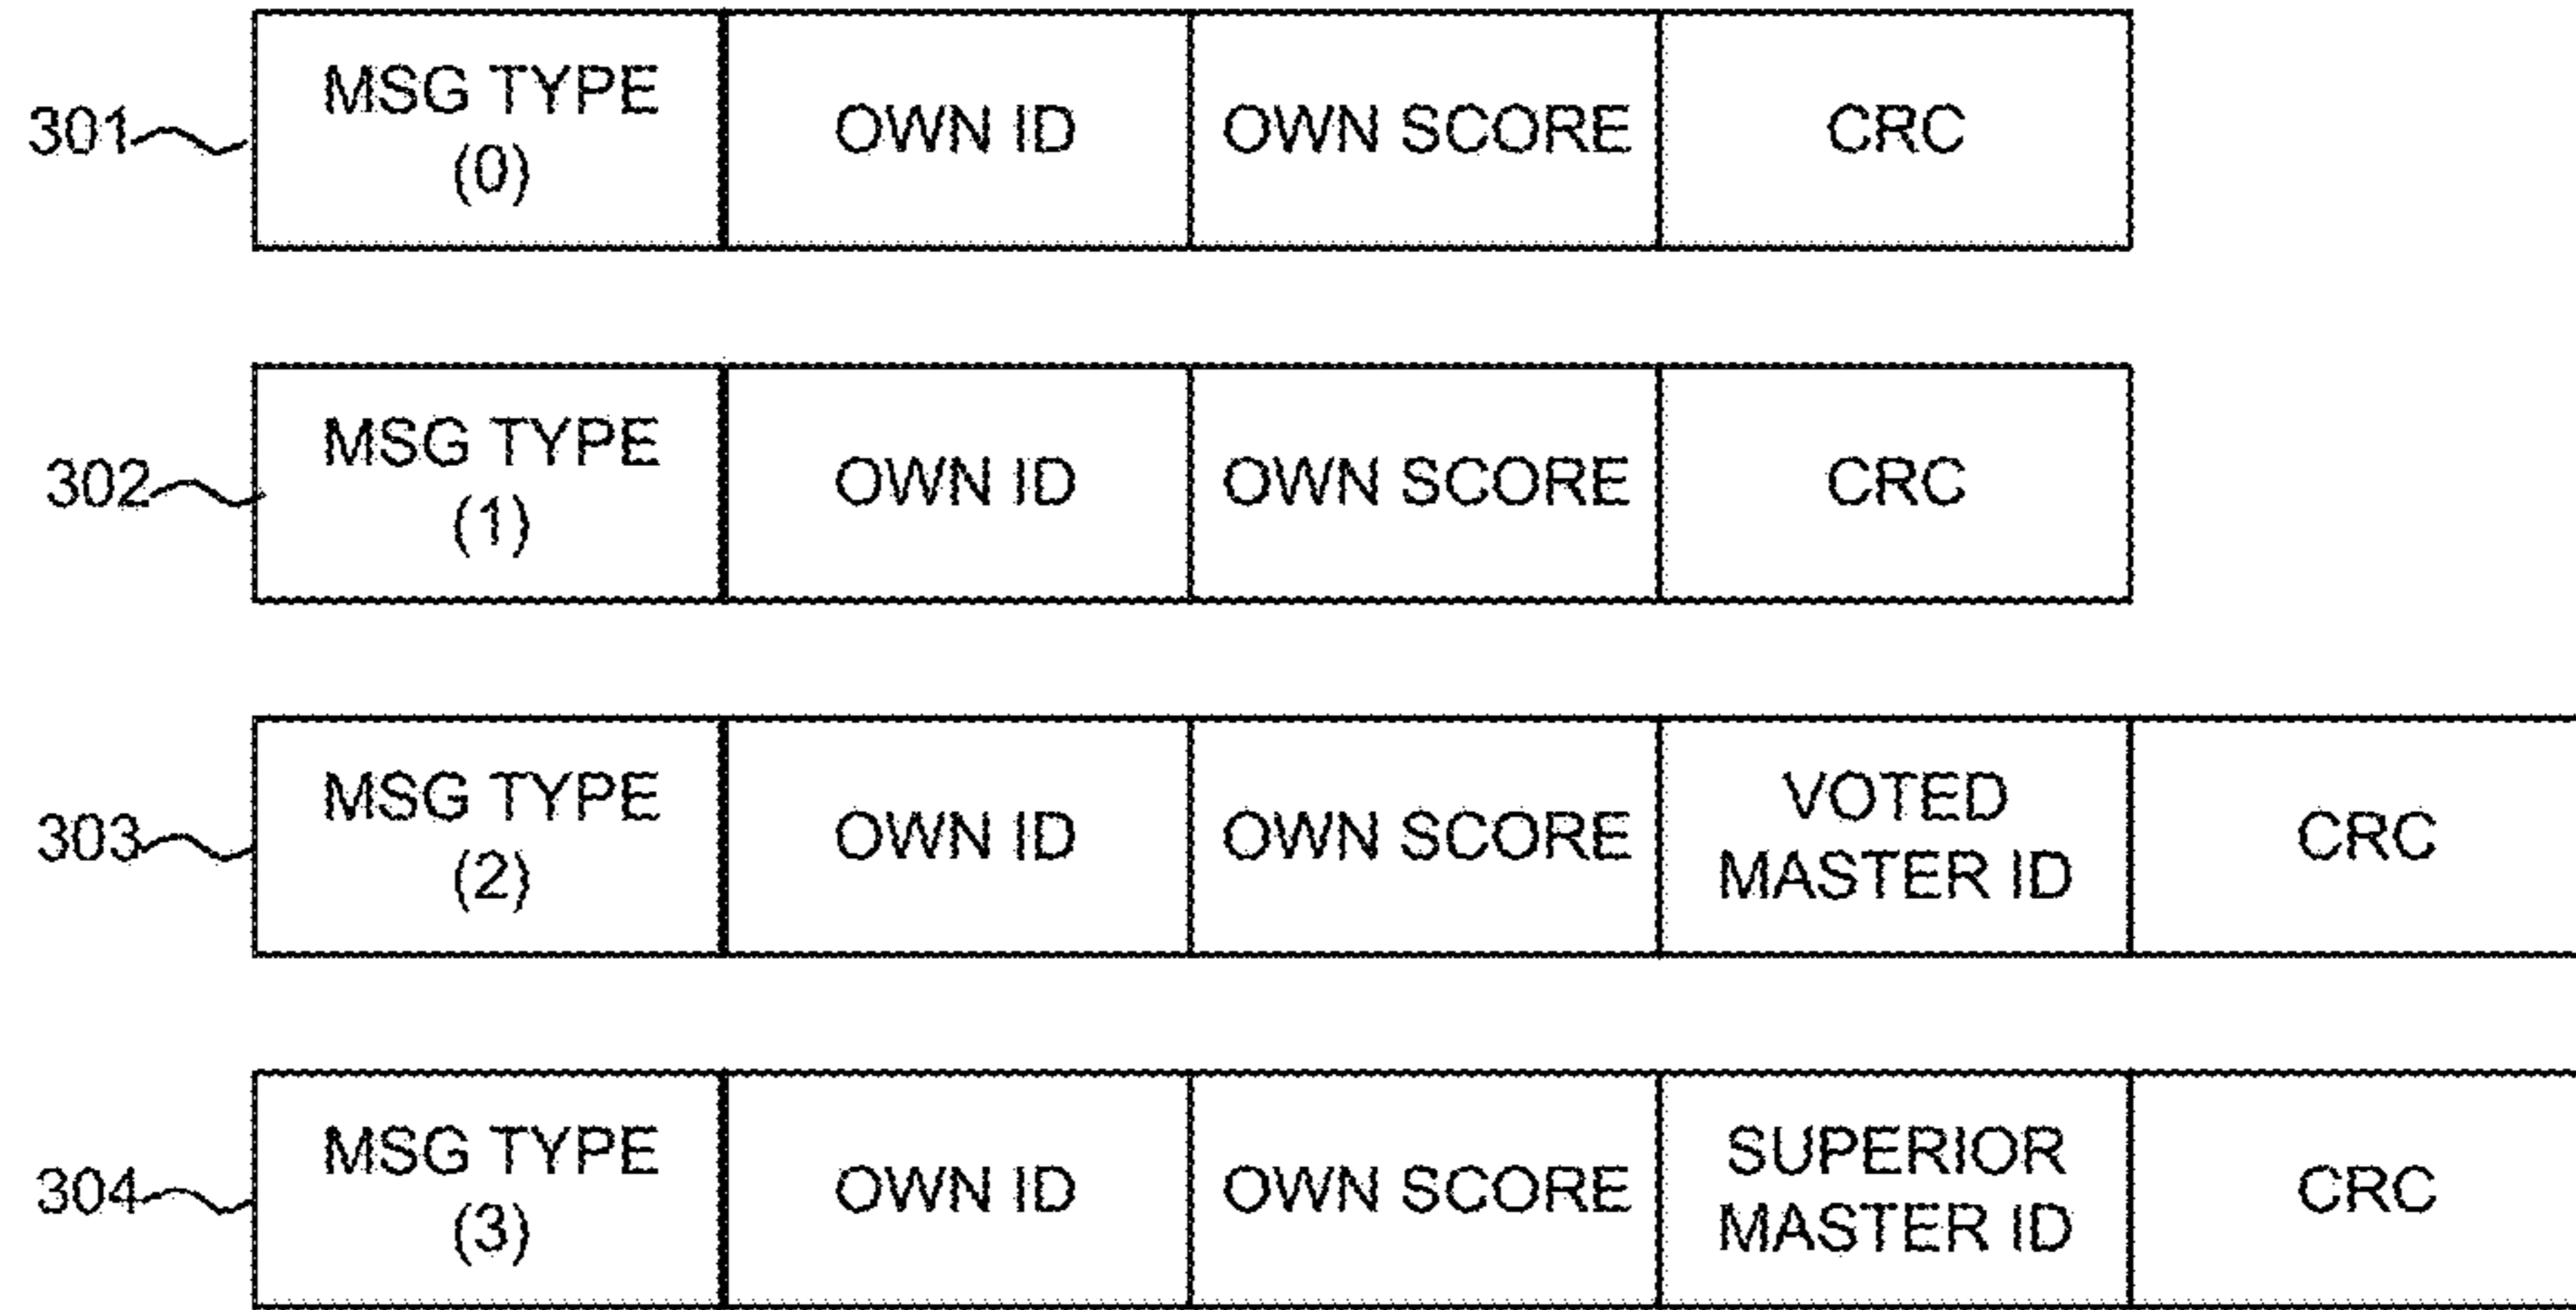 MSG TYPE
(0)
301
OWN ID
OWN SCORE
CRC
MSG TYPE
(1)
302
OWN ID
OWN SCORE
CRC
MSG TYPE
(2)
303
OWN ID
OWN SCORE
VOTED
MASTER ID
CRC
MSG TYPE
(3)
304
OWN ID
OWN SCORE
SUPERIOR
MASTER ID
CRC